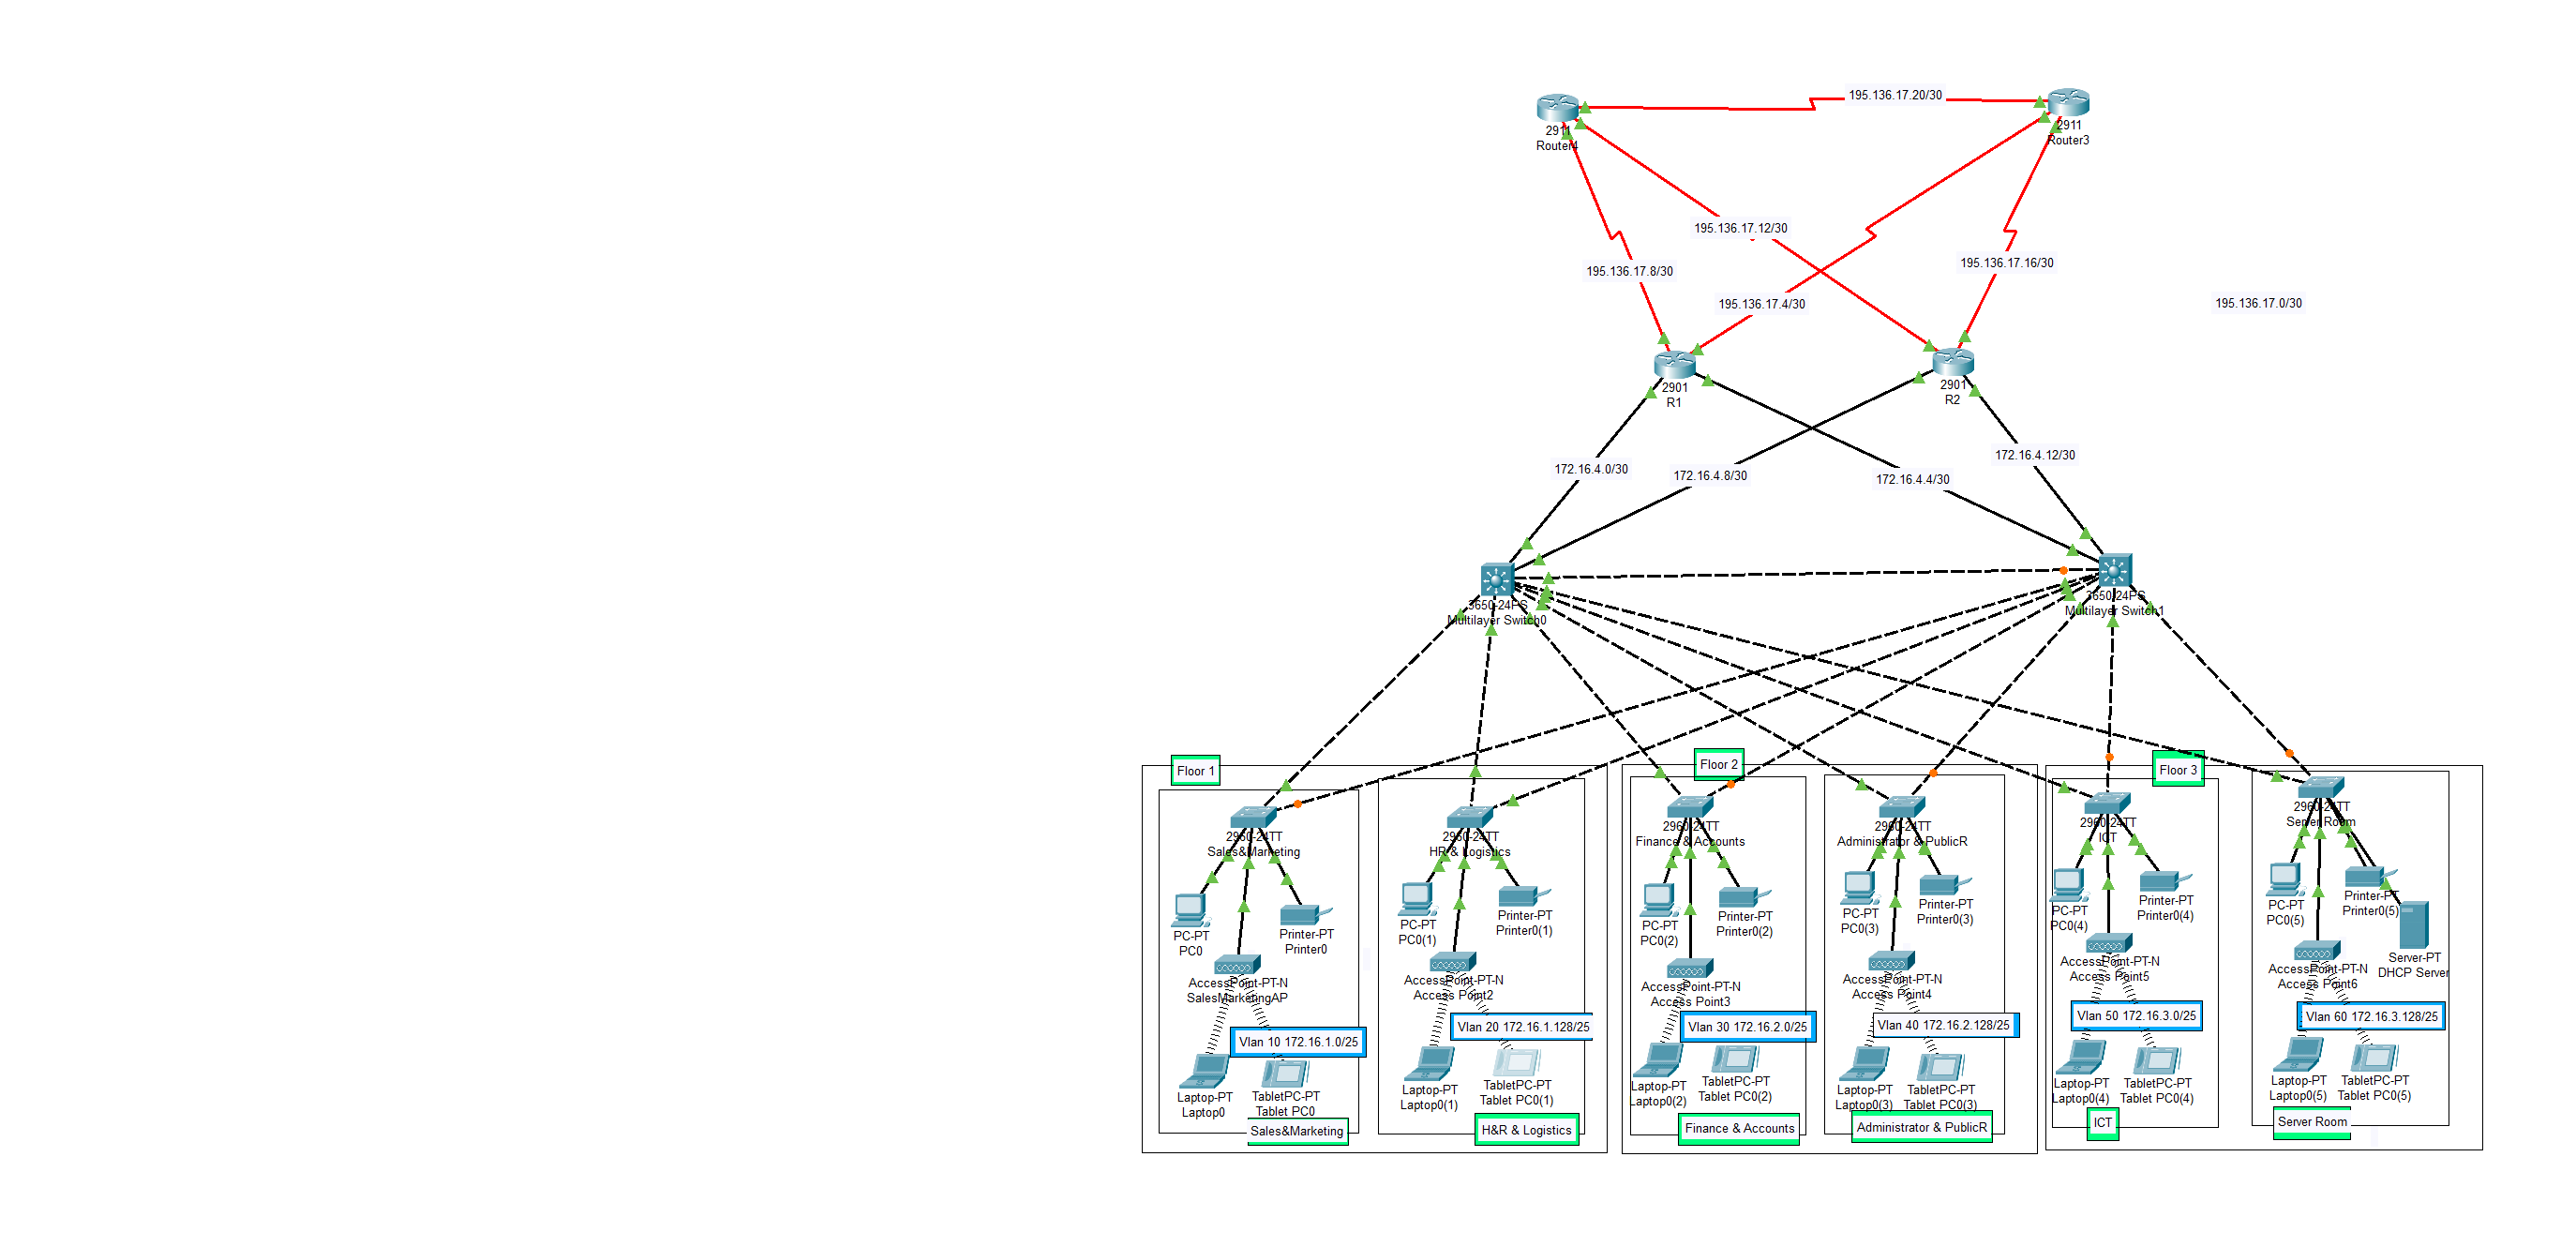 195.136.17.20/30
2911
Router4
2911
Router3
195.136.17.12/30
195.136.17.8/30
195.136.17.16/30
195.136.17.4/30
195.136.17.0/30
2901
R1
2901
R2
172.16.4.0/30
172.16.4.8/30
172.16.4.4/30
172.16.4.12/30
3650-24PS
Multilayer Switch0
3650-24PS
Multilayer Switch1
Floor 1
Floor 2
Floor 3
2960-24TT
Sales&Marketing
2960-24TT
HR & Logistics
2960-24TT
Finance & Accounts
2960-24TT
Administrator & PublicR
2960-24TT
ICT
2960-24TT
Server Room
PC-PT
PC0
Printer-PT
Printer0
PC-PT
PC0(1)
Printer-PT
Printer0(1)
PC-PT
PC0(2)
Printer-PT
Printer0(2)
PC-PT
PC0(3)
Printer-PT
Printer0(3)
PC-PT
PC0(4)
Printer-PT
Printer0(4)
PC-PT
PC0(5)
Printer-PT
Printer0(5)
Server-PT
DHCP Server
AccessPoint-PT-N
SalesMarketingAP
AccessPoint-PT-N
Access Point2
AccessPoint-PT-N
Access Point3
AccessPoint-PT-N
Access Point4
AccessPoint-PT-N
Access Point5
AccessPoint-PT-N
Access Point6
Vlan 10 172.16.1.0/25
Vlan 20 172.16.1.128/25
Vlan 30 172.16.2.0/25
Vlan 40 172.16.2.128/25
Vlan 50 172.16.3.0/25
Vlan 60 172.16.3.128/25
Laptop-PT
Laptop0
TabletPC-PT
Tablet PC0
Laptop-PT
Laptop0(1)
TabletPC-PT
Tablet PC0(1)
Laptop-PT
Laptop0(2)
TabletPC-PT
Tablet PC0(2)
Laptop-PT
Laptop0(3)
TabletPC-PT
Tablet PC0(3)
Laptop-PT
Laptop0(4)
TabletPC-PT
Tablet PC0(4)
Laptop-PT
Laptop0(5)
TabletPC-PT
Tablet PC0(5)
Sales&Marketing
H&R & Logistics
Finance & Accounts
Administrator & PublicR
ICT
Server Room